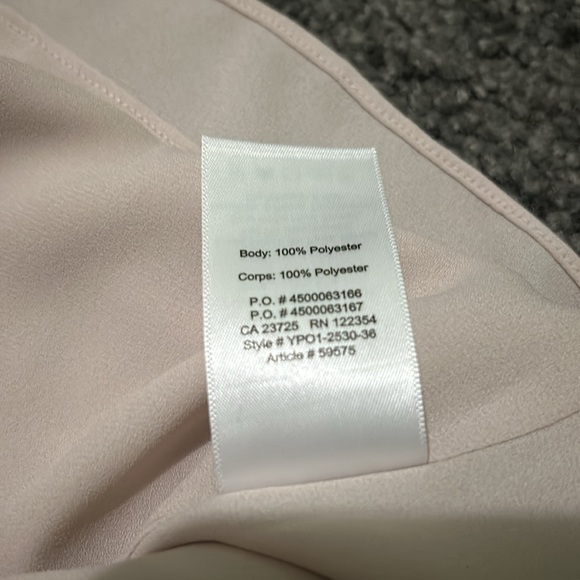 Body: 100% Polyester
Corps: 100% Polyester
P.O. # 4500063166
P.O. # 4500063167
CA 23725 RN 122354
Style # YPO1-2530-36
Article # 59575